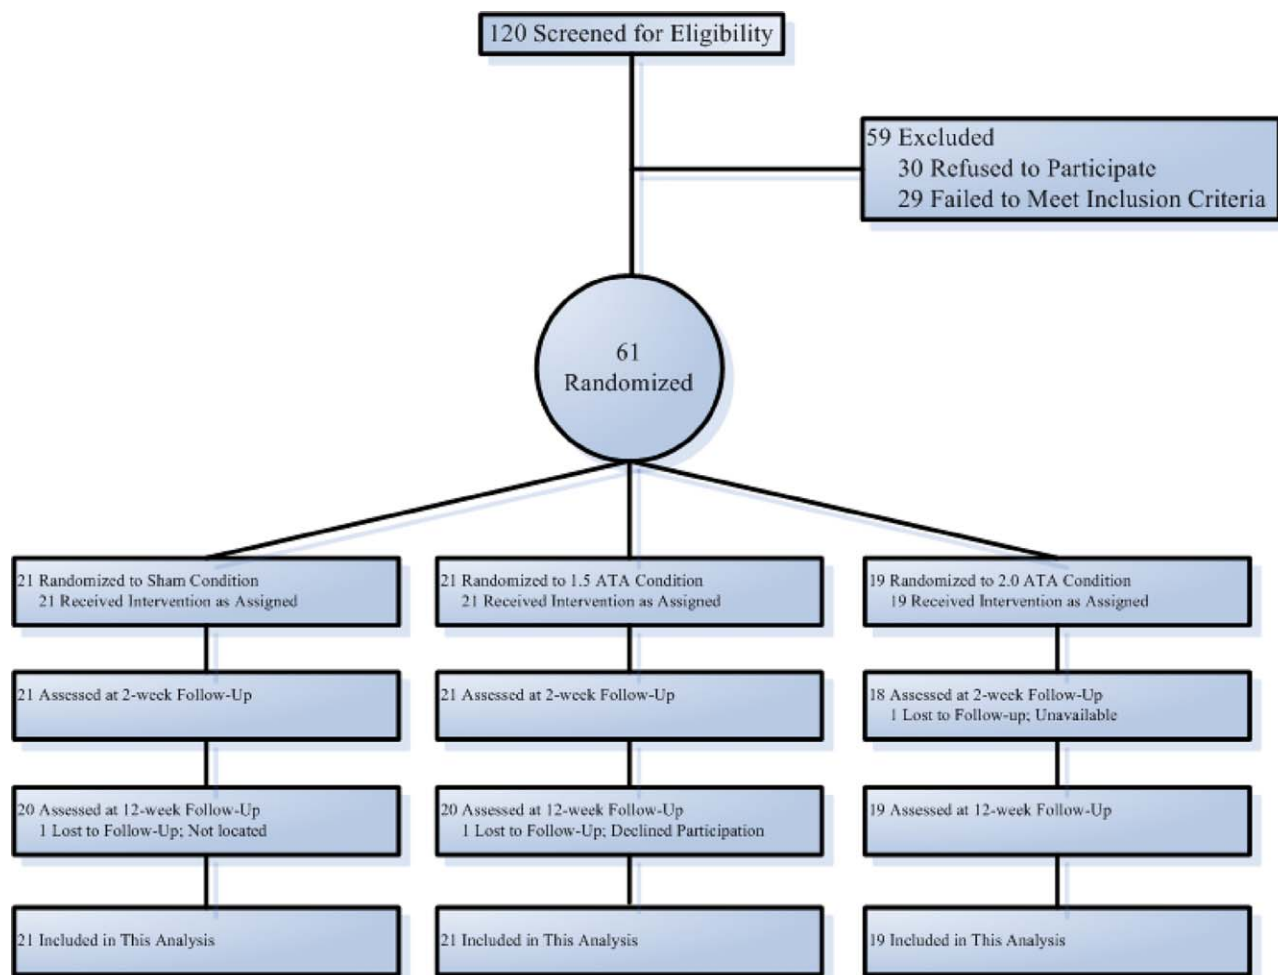 120 Screened for Eligibility
59 Excluded
30 Refused to Participate
29 Failed to Meet Inclusion Criteria
61
Randomized
21 Randomized to Sham Condition
21 Received Intervention as Assigned
21 Randomized to 1.5 ATA Condition
21 Received Intervention as Assigned
19 Randomized to 2.0 ATA Condition
19 Received Intervention as Assigned
21 Assessed at 2-week Follow-Up
21 Assessed at 2-week Follow-Up
18 Assessed at 2-week Follow-Up
1 Lost to Follow-up; Unavailable
20 Assessed at 12-week Follow-Up
1 Lost to Follow-Up; Not located
20 Assessed at 12-week Follow-Up
1 Lost to Follow-Up; Declined Participation
19 Assessed at 12-week Follow-Up
21 Included in This Analysis
21 Included in This Analysis
19 Included in This Analysis